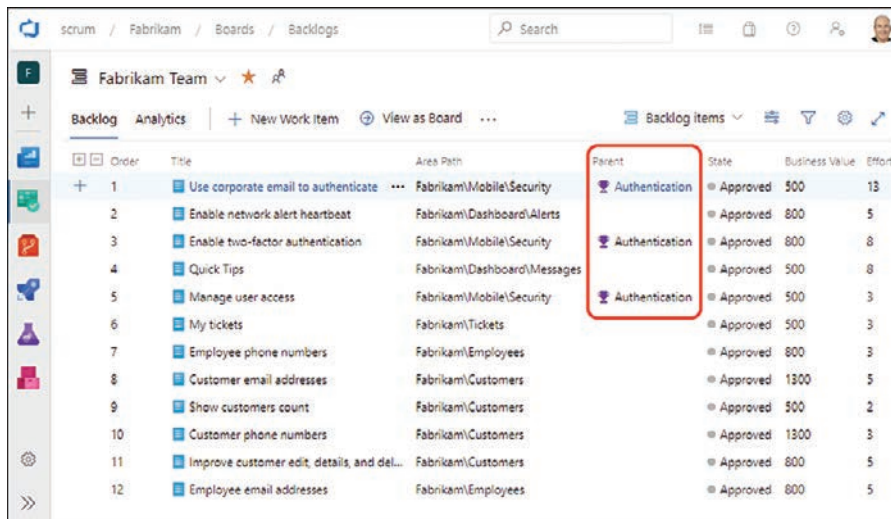 scrum / Fabrikam / Boards / Backlogs Search
F Fabrikam Team
Backlog Analytics + New Work Item View as Board ... Backlog items
Order Title Area Path Parent State Business Value Effort
1 Use corporate email to authenticate ... Fabrikam\Mobile\Security Authentication Approved 500 13
2 Enable network alert heartbeat Fabrikam\Dashboard\Alerts Approved 800 5
3 Enable two-factor authentication Fabrikam\Mobile\Security Authentication Approved 800 8
4 Quick Tips Fabrikam\Dashboard\Messages Approved 500 8
5 Manage user access Fabrikam\Mobile\Security Authentication Approved 500 3
6 My tickets Fabrikam\Tickets Approved 500 3
7 Employee phone numbers Fabrikam\Employees Approved 800 3
8 Customer email addresses Fabrikam\Customers Approved 1300 5
9 Show customers count Fabrikam\Customers Approved 500 2
10 Customer phone numbers Fabrikam\Customers Approved 1300 3
11 Improve customer edit, details, and del... Fabrikam\Customers Approved 800 5
12 Employee email addresses Fabrikam\Employees Approved 800 5